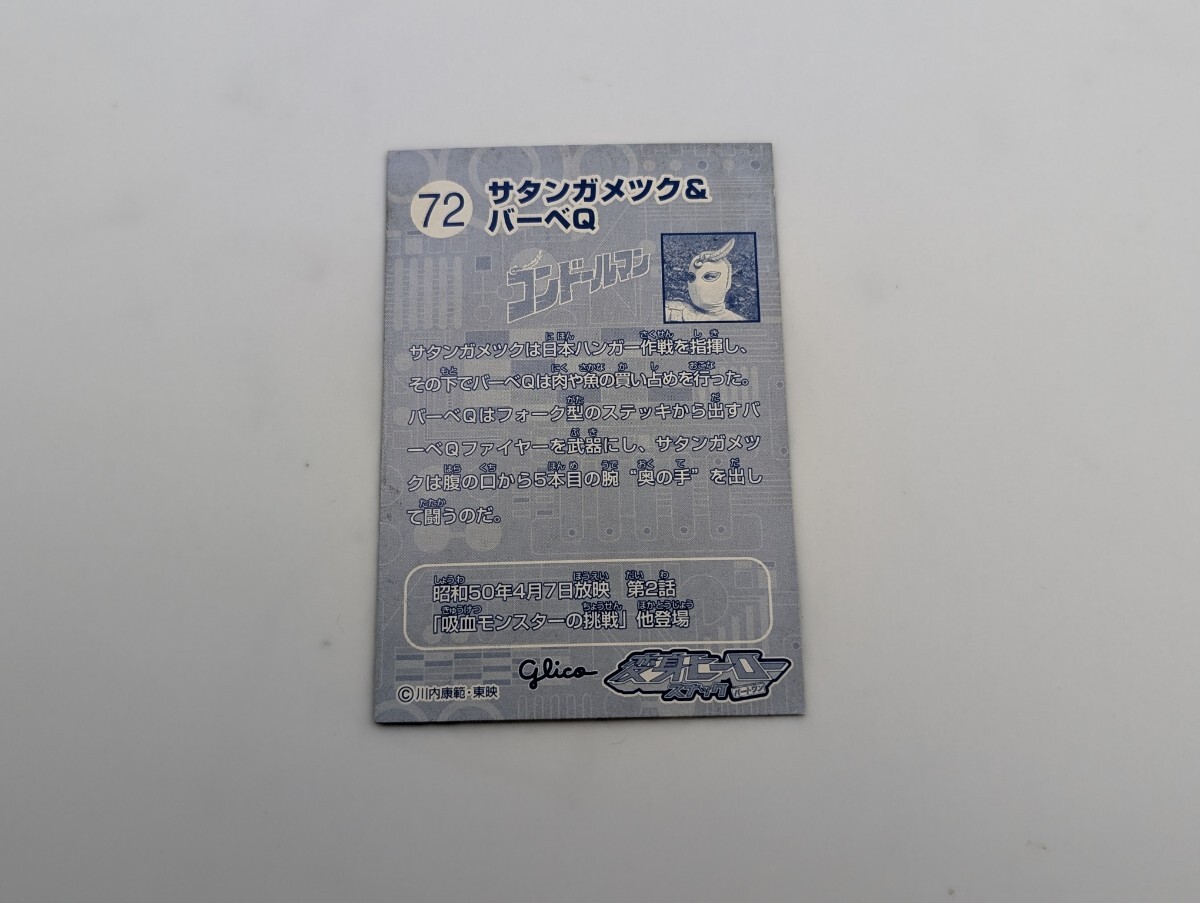 72
サタンガメツク&
バーベQ
コンドールマン
サタンガメツクは日本ハンガー作戦を指揮し、
その下でバーベQは肉や魚の買い占めを行った。
バーベQはフォーク型のステッキから出すバ
ーベQファイヤーを武器にし、サタンガメツ
クは腹の口から5本目の腕“奥の手”を出し
て闘うのだ。
昭和50年4月7日放映　第2話
「吸血モンスターの挑戦」他登場
glico
変身ヒーロー
スナック
©川内康範・東映